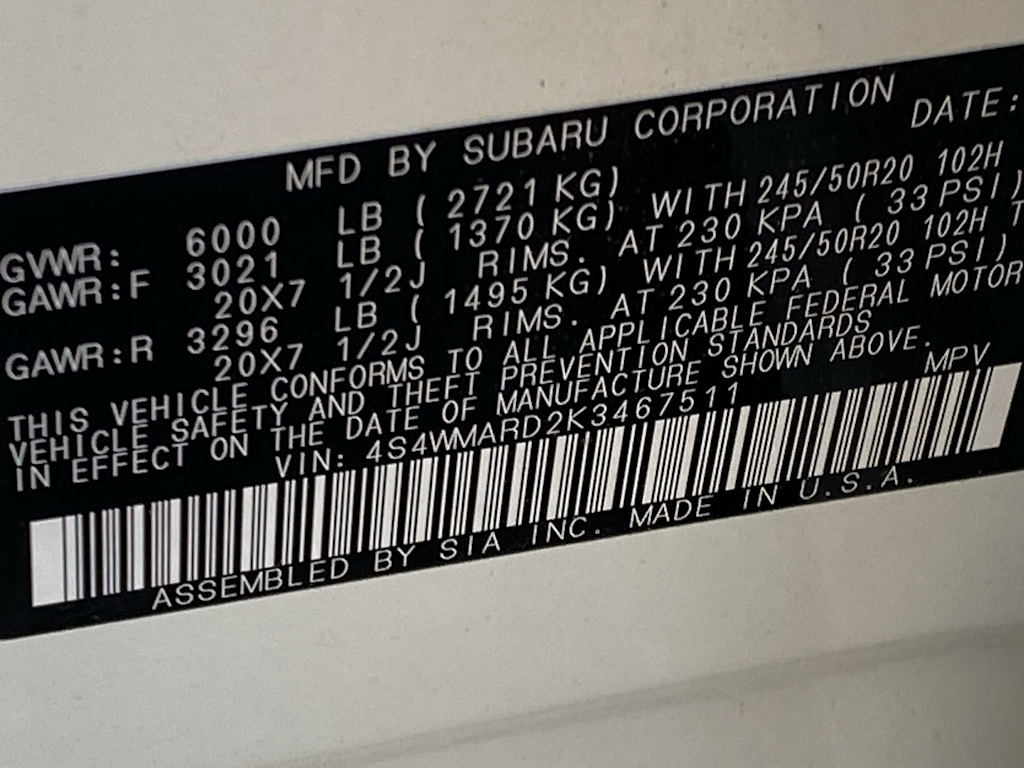 MFD BY SUBARU CORPORATION DATE:
GVWR: 6000 LB ( 2721 KG)
GAWR:F 3021 LB ( 1370 KG) WITH 245/50R20 102H
20X7 1/2J RIMS. AT 230 KPA ( 33 PSI)
GAWR:R 3296 LB ( 1495 KG) WITH 245/50R20 102H T
20X7 1/2J RIMS. AT 230 KPA ( 33 PSI)
THIS VEHICLE CONFORMS TO ALL APPLICABLE FEDERAL MOTOR
VEHICLE SAFETY AND THEFT PREVENTION STANDARDS
IN EFFECT ON THE DATE OF MANUFACTURE SHOWN ABOVE.
VIN: 4S4WMARD2K3467511 MPV
ASSEMBLED BY SIA INC. MADE IN U.S.A.